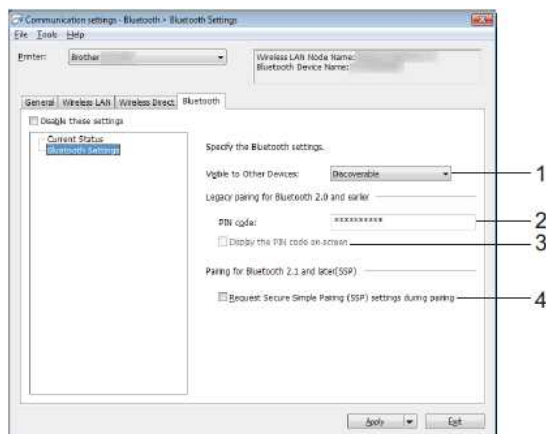 Communication settings - Bluetooth > Bluetooth Settings
File Tools Help
Printer: Brother
Wireless LAN Node Name:
Bluetooth Device Name:
General Wireless LAN Wireless Direct Bluetooth
Disable these settings
Current Status
Bluetooth Settings
Specify the Bluetooth settings.
Visible to Other Devices: Discoverable 1
Legacy pairing for Bluetooth 2.0 and earlier
PIN code: ********** 2
Display the PIN code on-screen 3
Pairing for Bluetooth 2.1 and later(SSP)
Request Secure Simple Pairing (SSP) settings during pairing 4
Apply Exit